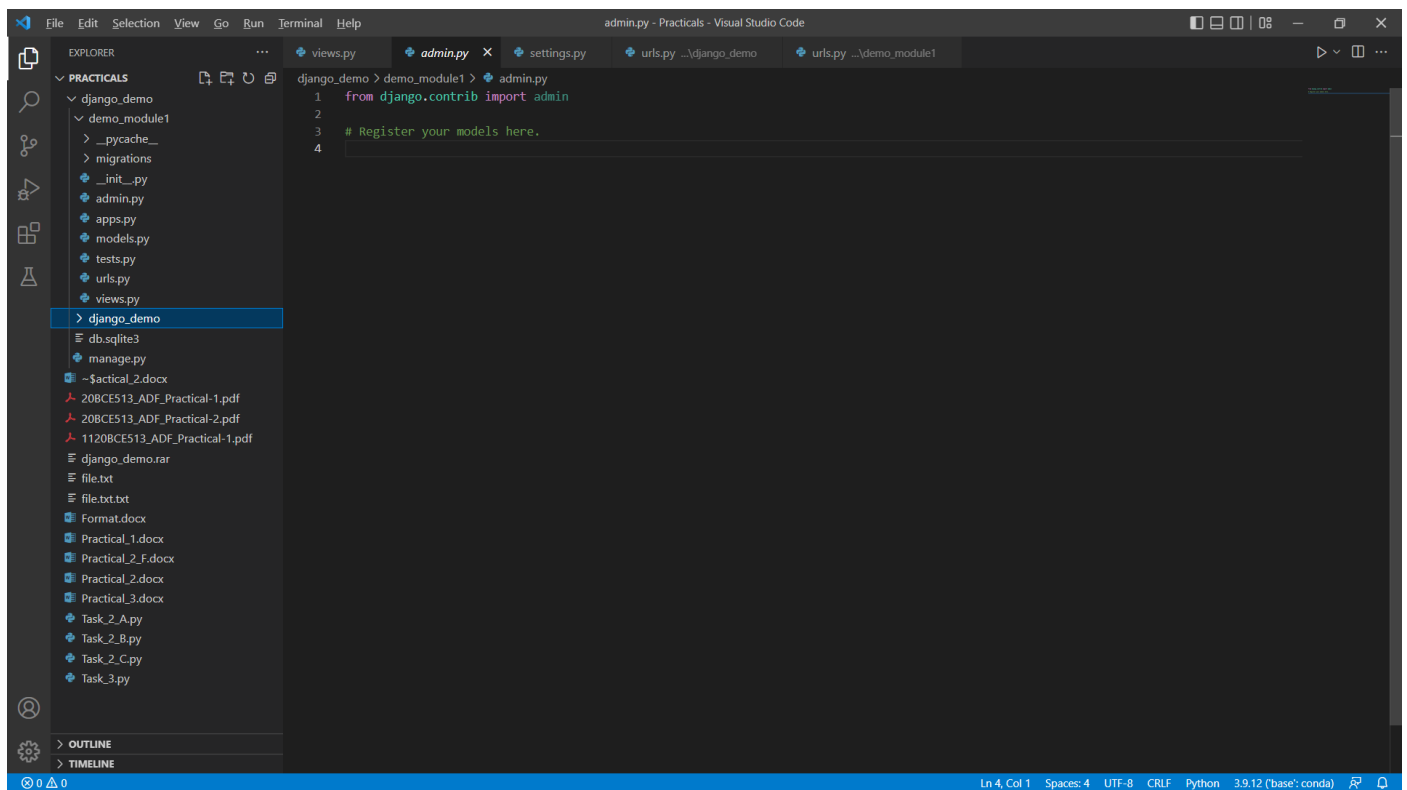 File Edit Selection View Go Run Terminal Help
admin.py - Practicals - Visual Studio Code
EXPLORER
PRACTICALS
django_demo
demo_module1
__pycache__
migrations
__init__.py
admin.py
apps.py
models.py
tests.py
urls.py
views.py
django_demo
db.sqlite3
manage.py
~$actical_2.docx
20BCE513_ADF_Practical-1.pdf
20BCE513_ADF_Practical-2.pdf
1120BCE513_ADF_Practical-1.pdf
django_demo.rar
file.txt
file.txt.txt
Format.docx
Practical_1.docx
Practical_2_F.docx
Practical_2.docx
Practical_3.docx
Task_2_A.py
Task_2_B.py
Task_2_C.py
Task_3.py
OUTLINE
TIMELINE
views.py admin.py settings.py urls.py ...\django_demo urls.py ...\demo_module1
django_demo > demo_module1 > admin.py
1 from django.contrib import admin
2
3 # Register your models here.
4
0 0 Ln 4, Col 1 Spaces: 4 UTF-8 CRLF Python 3.9.12 ('base': conda)